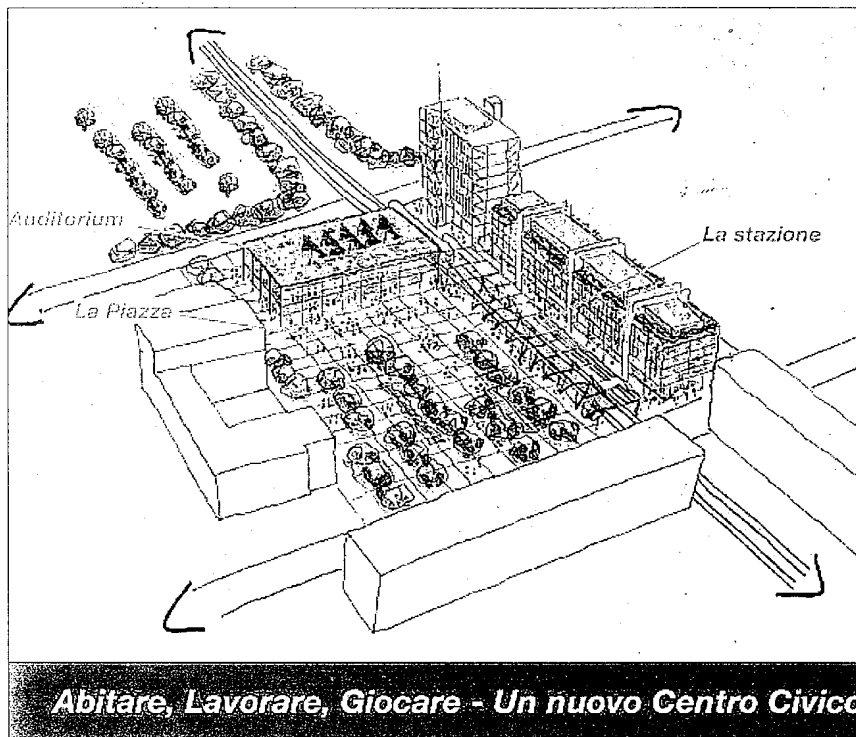 Auditorium
La stazione
La Piazza
Abitare, Lavorare, Giocare - Un nuovo Centro Civico